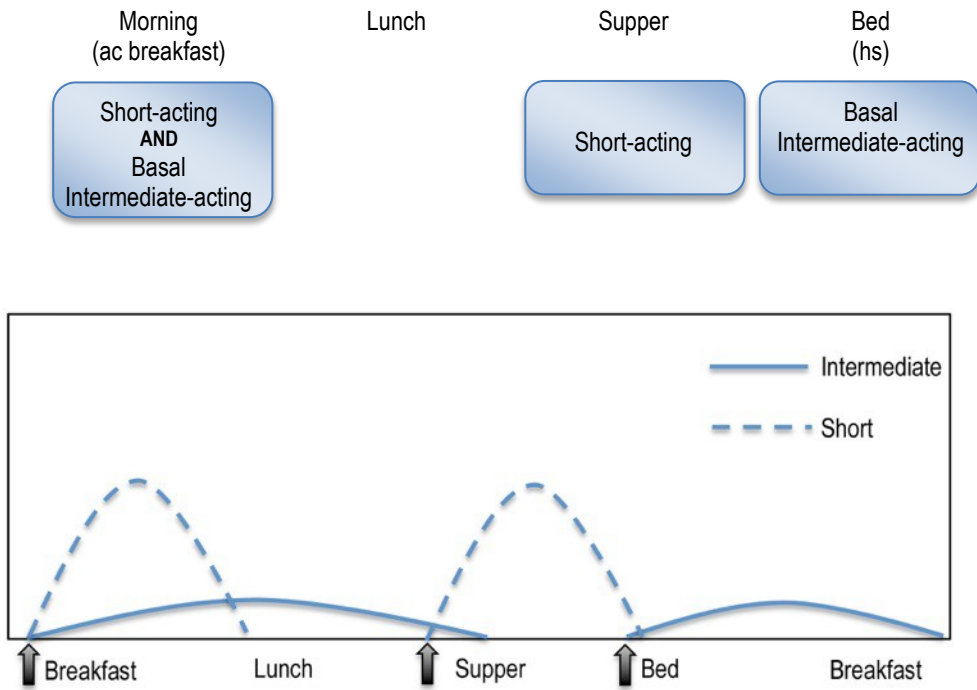 Morning
(ac breakfast)
Lunch
Supper
Bed
(hs)
Short-acting
AND
Basal
Intermediate-acting
Short-acting
Basal
Intermediate-acting
Intermediate
Short
Breakfast
Lunch
Supper
Bed
Breakfast